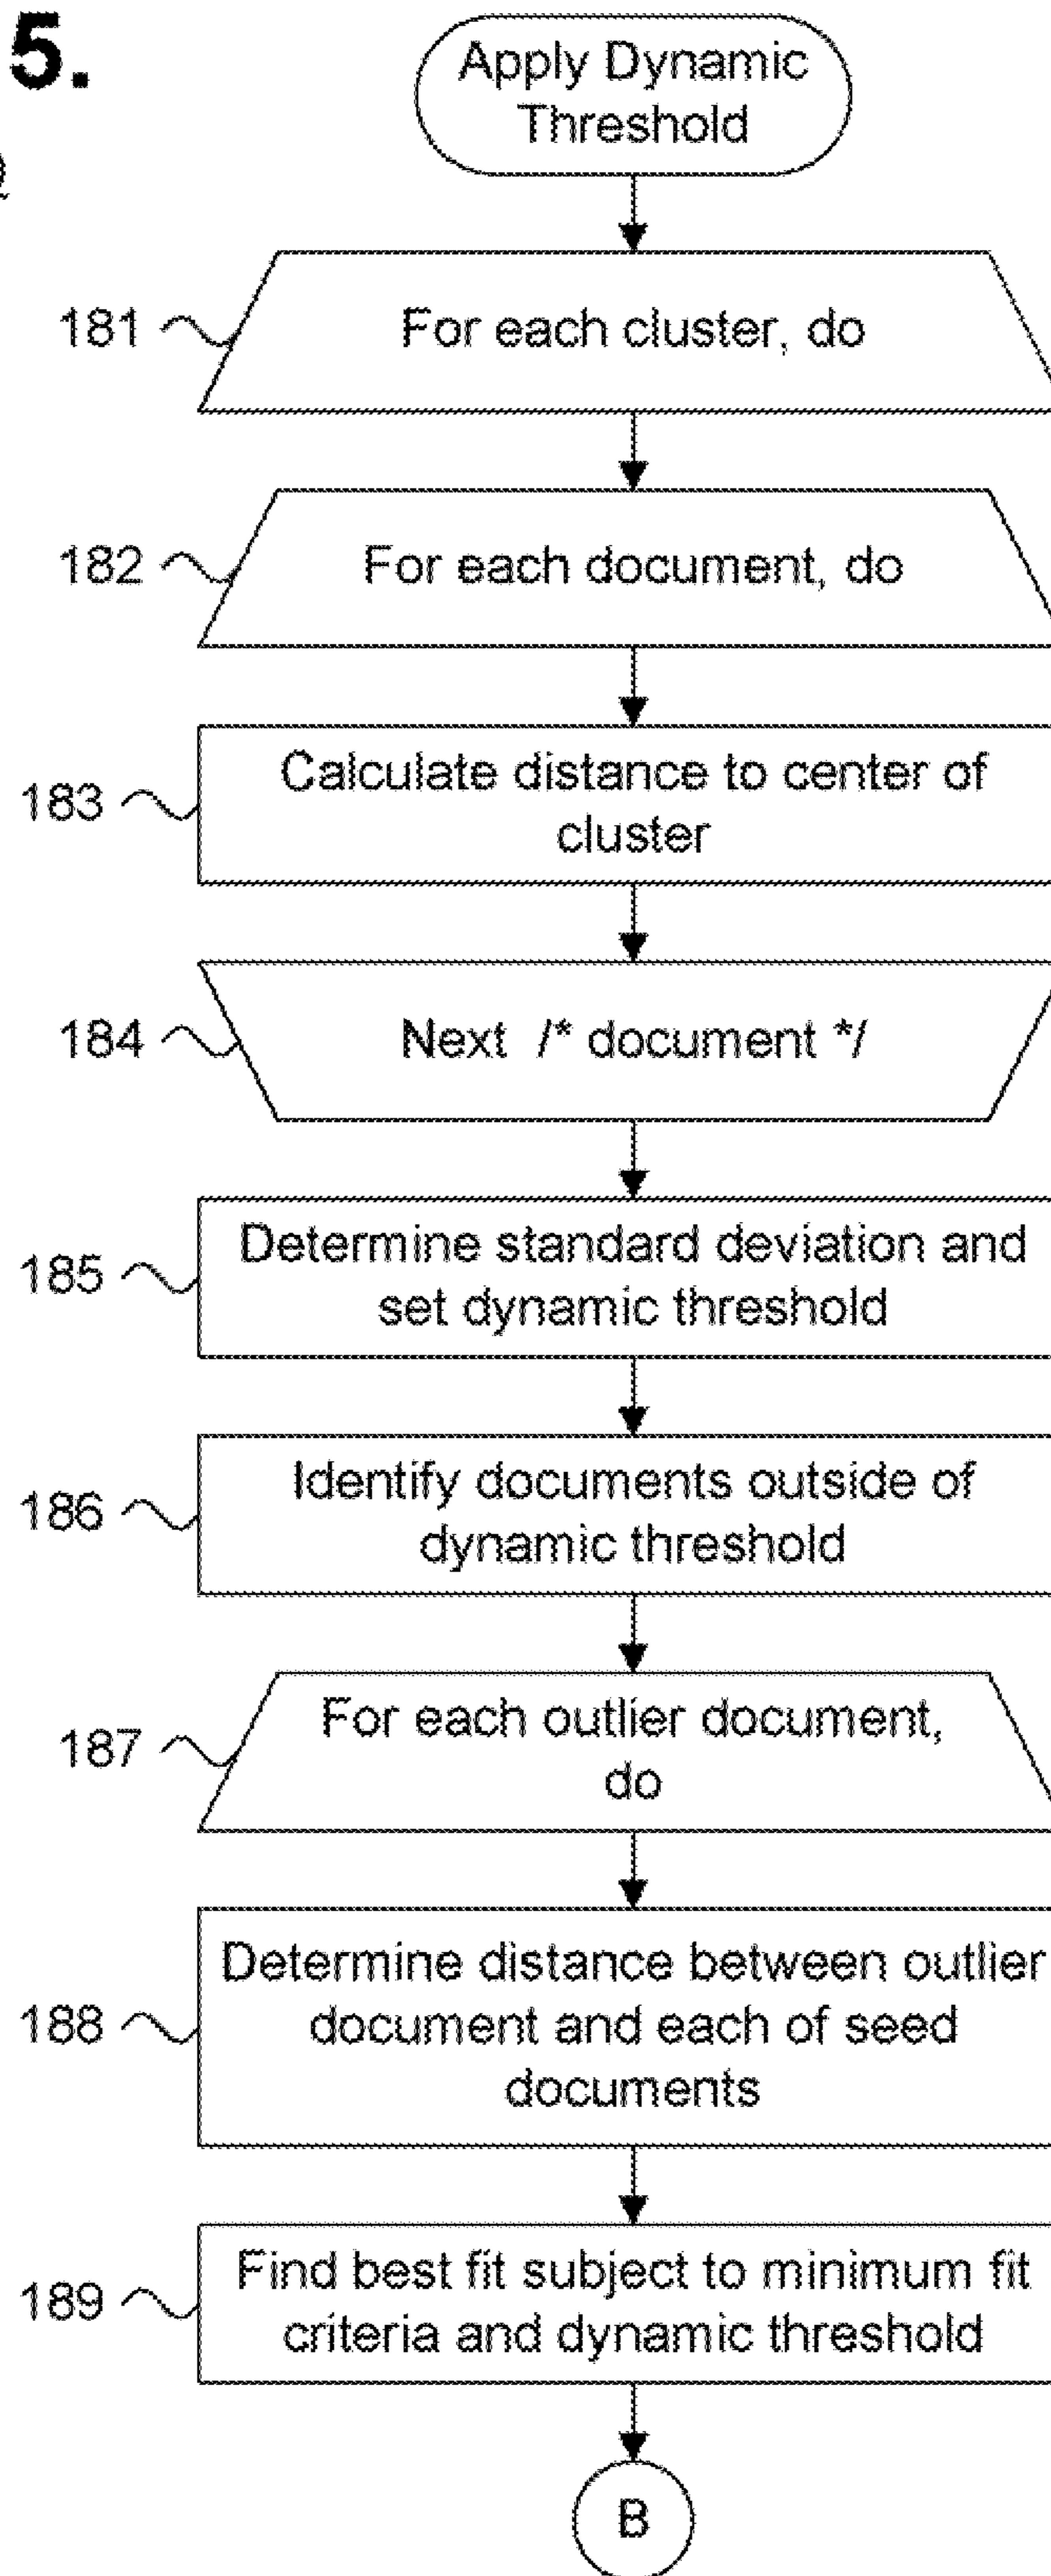 5.
Apply Dynamic
Threshold
181
For each cluster, do
182
For each document, do
183
Calculate distance to center of
cluster
184
Next /* document */
185
Determine standard deviation and
set dynamic threshold
186
Identify documents outside of
dynamic threshold
187
For each outlier document,
do
188
Determine distance between outlier
document and each of seed
documents
189
Find best fit subject to minimum fit
criteria and dynamic threshold
B